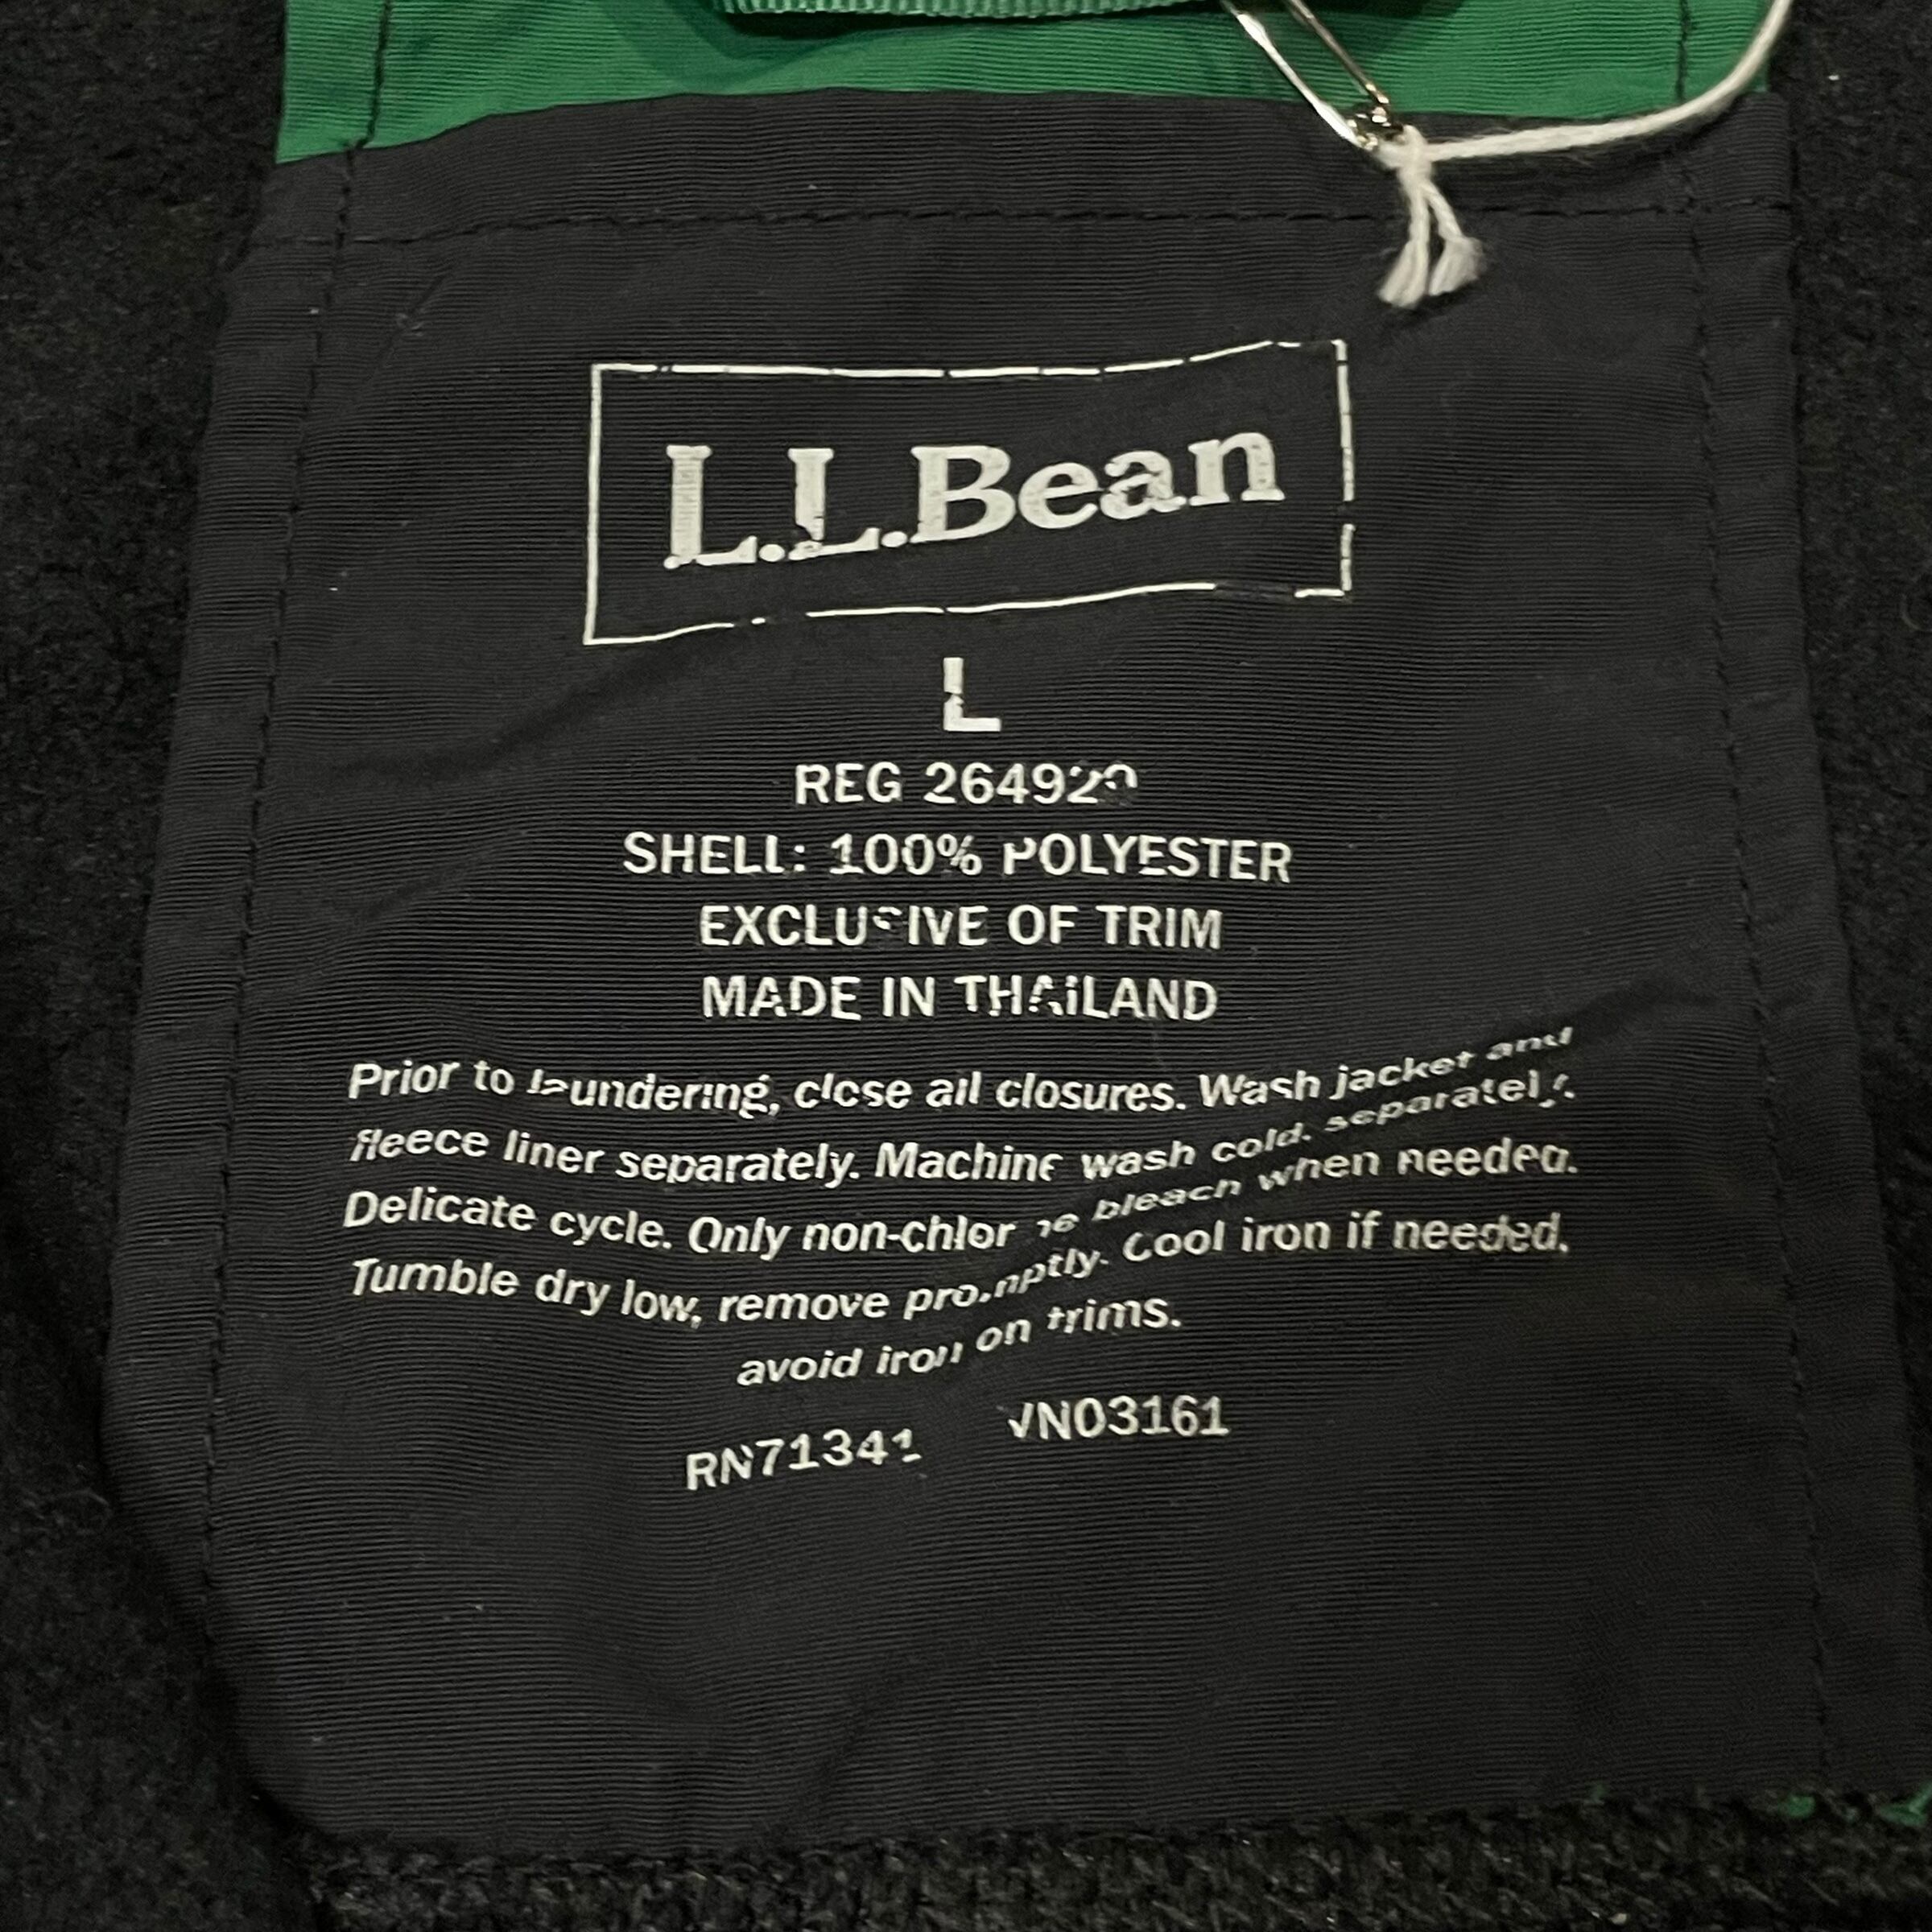 L.L.Bean
L
REG 264920
SHELL: 100% POLYESTER
EXCLUSIVE OF TRIM
MADE IN THAILAND
Prior to laundering, close all closures. Wash jacket and
fleece liner separately. Machine wash cold, separately.
Delicate cycle. Only non-chlorine bleach when needed.
Tumble dry low, remove promptly. Cool iron if needed,
avoid iron on trims.
RN71341 VN03161